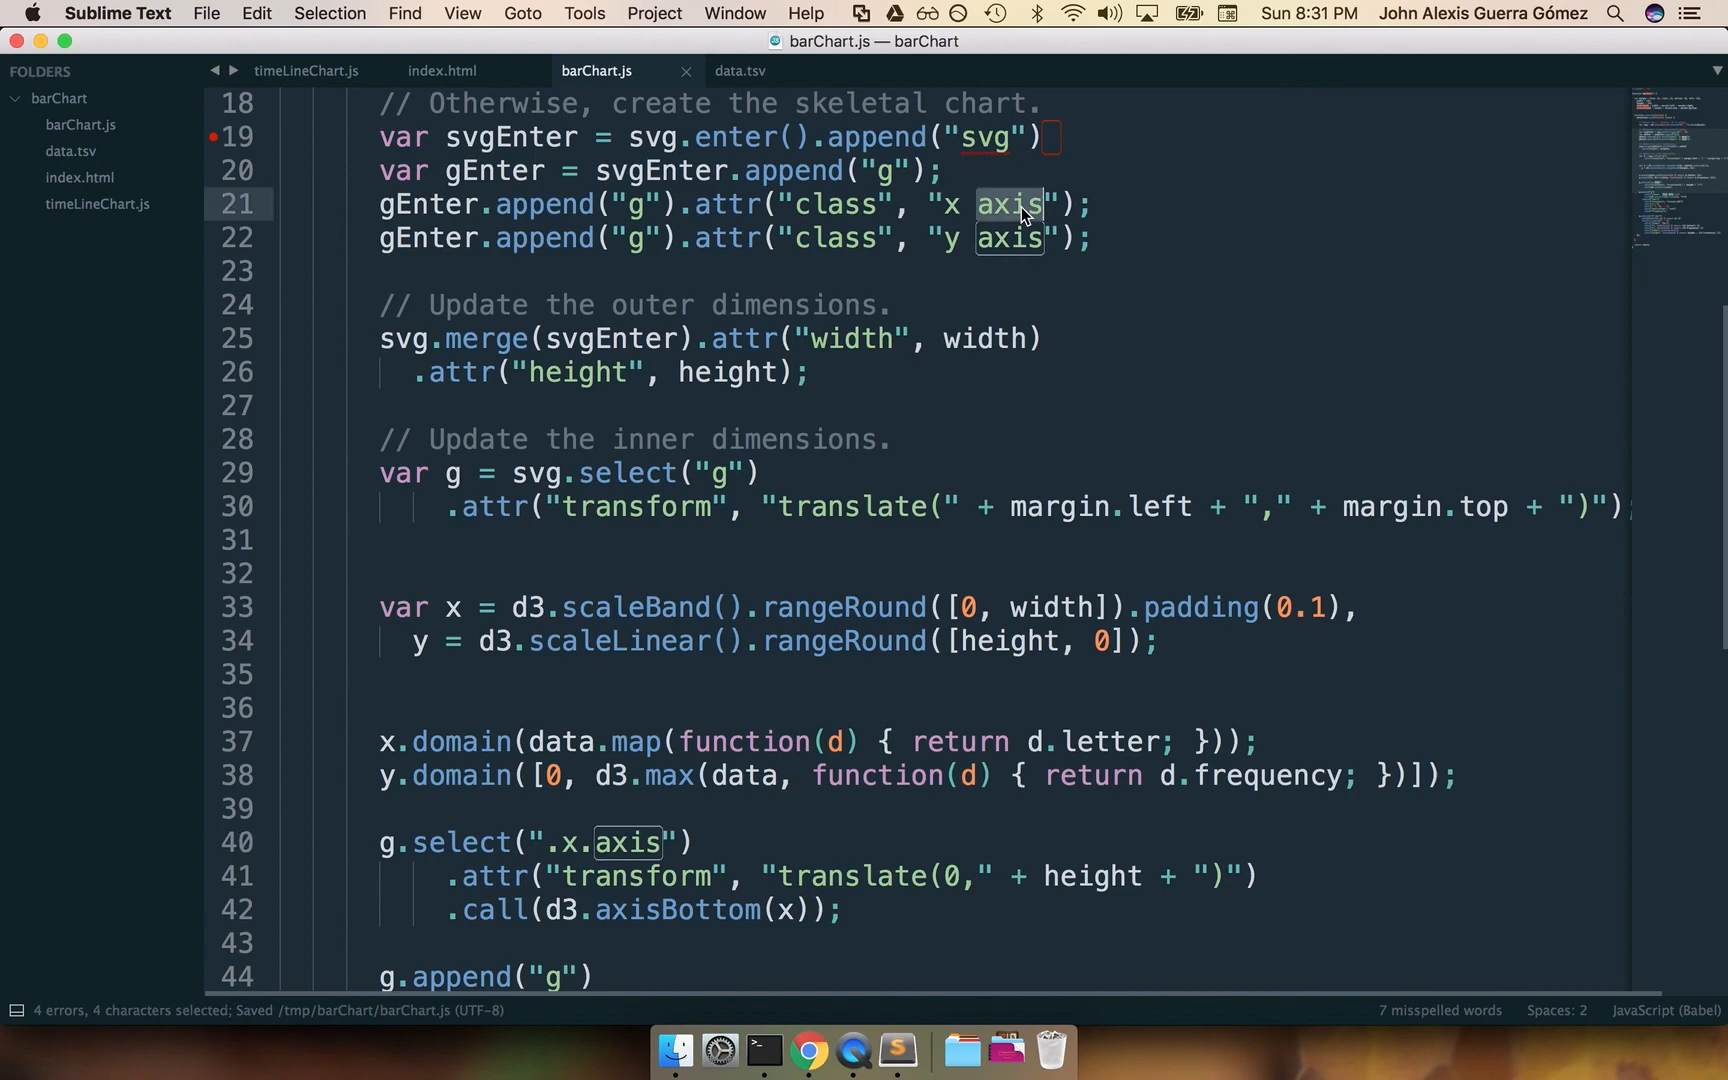 Sublime Text File Edit Selection Find View Goto Tools Project Window Help Sun 8:31 PM John Alexis Guerra Gómez
barChart.js — barChart
FOLDERS
barChart
barChart.js
data.tsv
index.html
timeLineChart.js
timeLineChart.js index.html barChart.js data.tsv
18 // Otherwise, create the skeletal chart.
19 var svgEnter = svg.enter().append("svg")
20 var gEnter = svgEnter.append("g");
21 gEnter.append("g").attr("class", "x axis");
22 gEnter.append("g").attr("class", "y axis");
23
24 // Update the outer dimensions.
25 svg.merge(svgEnter).attr("width", width)
26 .attr("height", height);
27
28 // Update the inner dimensions.
29 var g = svg.select("g")
30 .attr("transform", "translate(" + margin.left + "," + margin.top + ")");
31
32
33 var x = d3.scaleBand().rangeRound([0, width]).padding(0.1),
34 y = d3.scaleLinear().rangeRound([height, 0]);
35
36
37 x.domain(data.map(function(d) { return d.letter; }));
38 y.domain([0, d3.max(data, function(d) { return d.frequency; })]);
39
40 g.select(".x.axis")
41 .attr("transform", "translate(0," + height + ")")
42 .call(d3.axisBottom(x));
43
44 g.append("g")
4 errors, 4 characters selected; Saved /tmp/barChart/barChart.js (UTF-8) 7 misspelled words Spaces: 2 JavaScript (Babel)